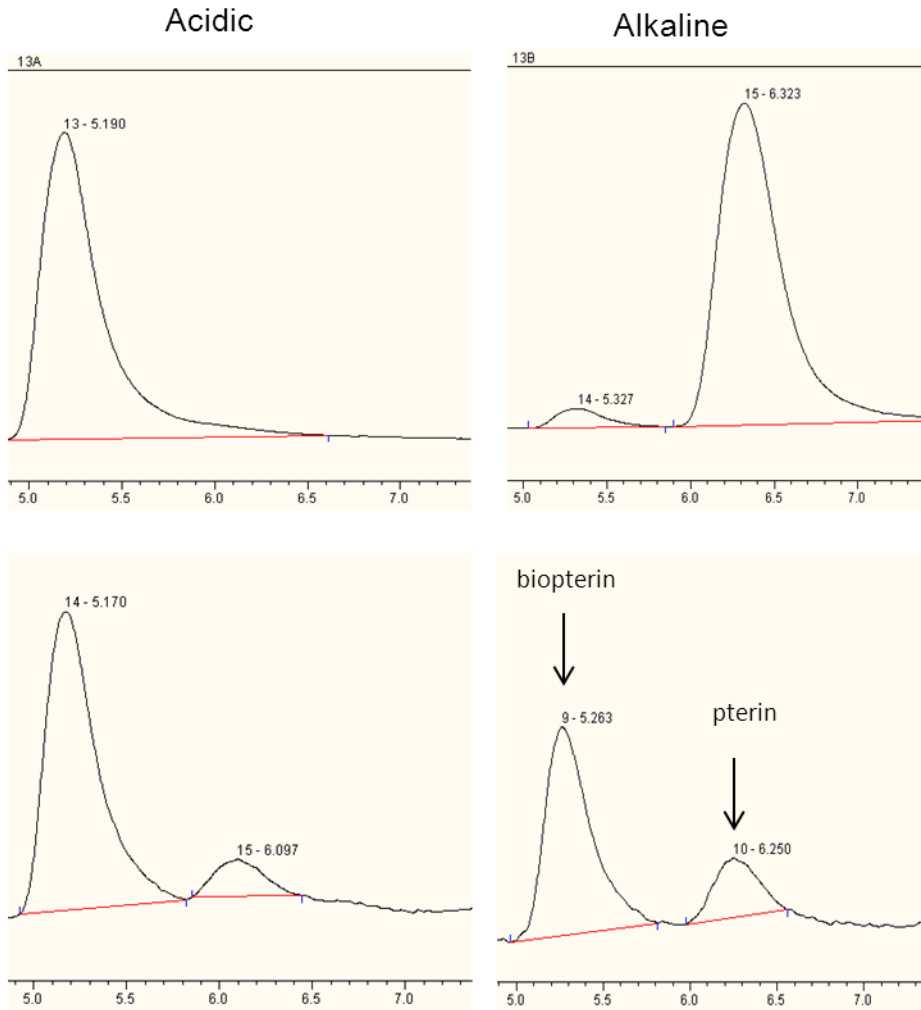 Acidic
Alkaline
13A
13B
13 - 5.190
15 - 6.323
14 - 5.327
5.0 5.5 6.0 6.5 7.0
5.0 5.5 6.0 6.5 7.0
14 - 5.170
15 - 6.097
biopterin
pterin
9 - 5.263
10 - 6.250
5.0 5.5 6.0 6.5 7.0
5.0 5.5 6.0 6.5 7.0